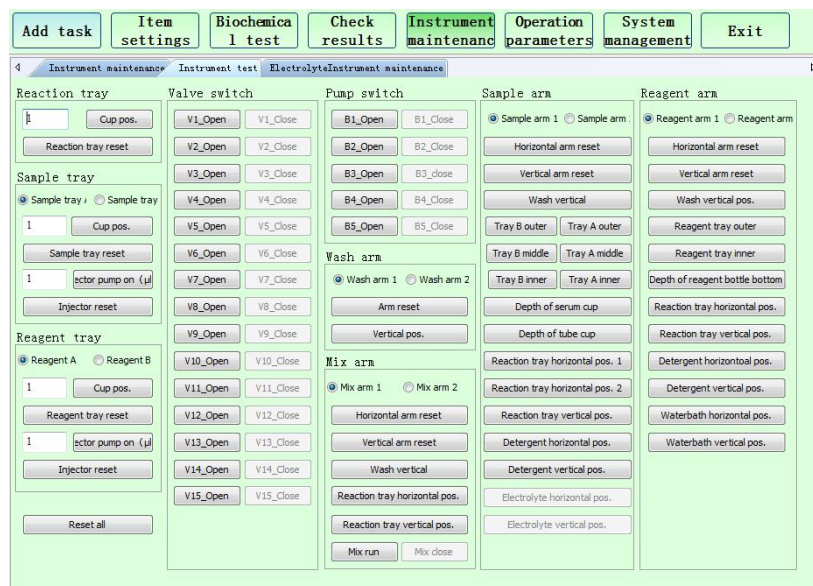 Add task
Item settings
Biochemica l test
Check results
Instrument maintenanc
Operation parameters
System management
Exit
Instrument maintenance
Instrument test
ElectrolyteInstrument maintenance
Reaction tray
1
Cup pos.
Reaction tray reset
Sample tray
Sample tray
Sample tray
1
Cup pos.
Sample tray reset
1
ector pump on (μl
Injector reset
Reagent tray
Reagent A
Reagent B
1
Cup pos.
Reagent tray reset
1
ector pump on (μl
Injector reset
Reset all
Valve switch
V1_Open V1_Close
V2_Open V2_Close
V3_Open V3_Close
V4_Open V4_Close
V5_Open V5_Close
V6_Open V6_Close
V7_Open V7_Close
V8_Open V8_Close
V9_Open V9_Close
V10_Open V10_Close
V11_Open V11_Close
V12_Open V12_Close
V13_Open V13_Close
V14_Open V14_Close
V15_Open V15_Close
Pump switch
B1_Open B1_Close
B2_Open B2_Close
B3_Open B3_close
B4_Open B4_Close
B5_Open B5_Close
Wash arm
Wash arm 1 Wash arm 2
Arm reset
Vertical pos.
Mix arm
Mix arm 1 Mix arm 2
Horizontal arm reset
Vertical arm reset
Wash vertical
Reaction tray horizontal pos.
Reaction tray vertical pos.
Mix run Mix close
Sample arm
Sample arm 1 Sample arm
Horizontal arm reset
Vertical arm reset
Wash vertical
Tray B outer Tray A outer
Tray B middle Tray A middle
Tray B inner Tray A inner
Depth of serum cup
Depth of tube cup
Reaction tray horizontal pos. 1
Reaction tray horizontal pos. 2
Reaction tray vertical pos.
Detergent horizontal pos.
Detergent vertical pos.
Electrolyte horizontal pos.
Electrolyte vertical pos.
Reagent arm
Reagent arm 1 Reagent arm
Horizontal arm reset
Vertical arm reset
Wash vertical pos.
Reagent tray outer
Reagent tray inner
Depth of reagent bottle bottom
Reaction tray horizontal pos.
Reaction tray vertical pos.
Detergent horizontoal pos.
Detergent vertical pos.
Waterbath horizontal pos.
Waterbath vertical pos.